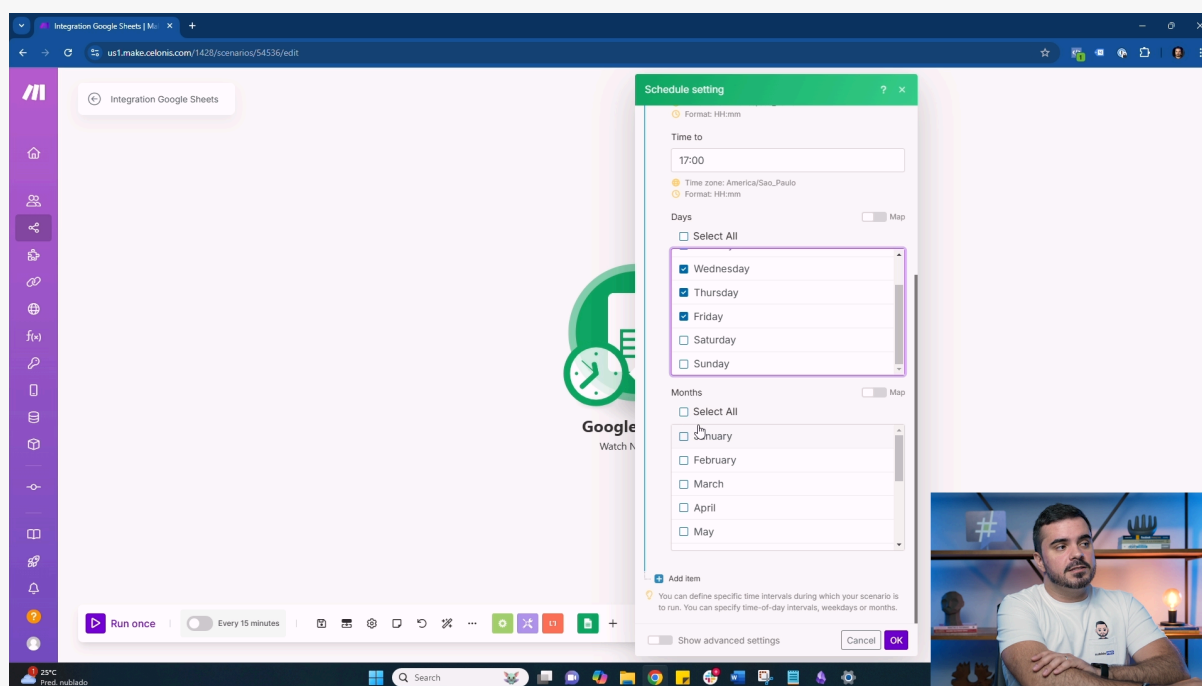 Integration Google Sheets | Ma
us1.make.celonis.com/1428/scenarios/54536/edit
Integration Google Sheets
Schedule setting
?
Format: HH:mm
Time to
17:00
Time zone: America/Sao_Paulo
Format: HH:mm
Days
Map
Select All
Wednesday
Thursday
Friday
Saturday
Sunday
Months
Map
Select All
January
February
March
April
May
Add item
You can define specific time intervals during which your scenario is
to run. You can specify time-of-day intervals, weekdays or months.
Show advanced settings
Cancel
OK
Google
Watch N
Run once
Every 15 minutes
25°C
Pred. nublado
Search